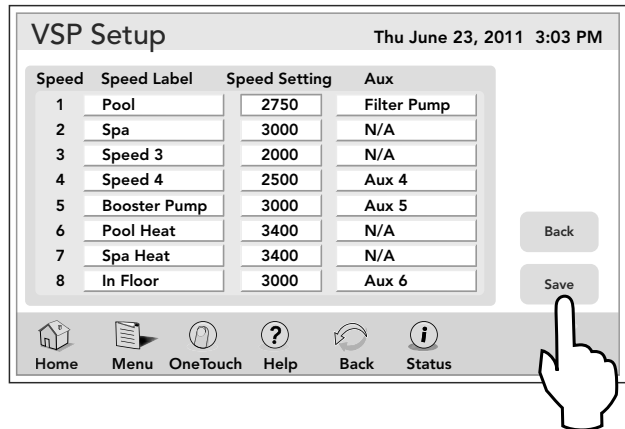 VSP Setup Thu June 23, 2011 3:03 PM
Speed Speed Label Speed Setting Aux
1 Pool 2750 Filter Pump
2 Spa 3000 N/A
3 Speed 3 2000 N/A
4 Speed 4 2500 Aux 4
5 Booster Pump 3000 Aux 5
6 Pool Heat 3400 N/A
7 Spa Heat 3400 N/A
8 In Floor 3000 Aux 6
Back
Save
?
i
Home Menu OneTouch Help Back Status